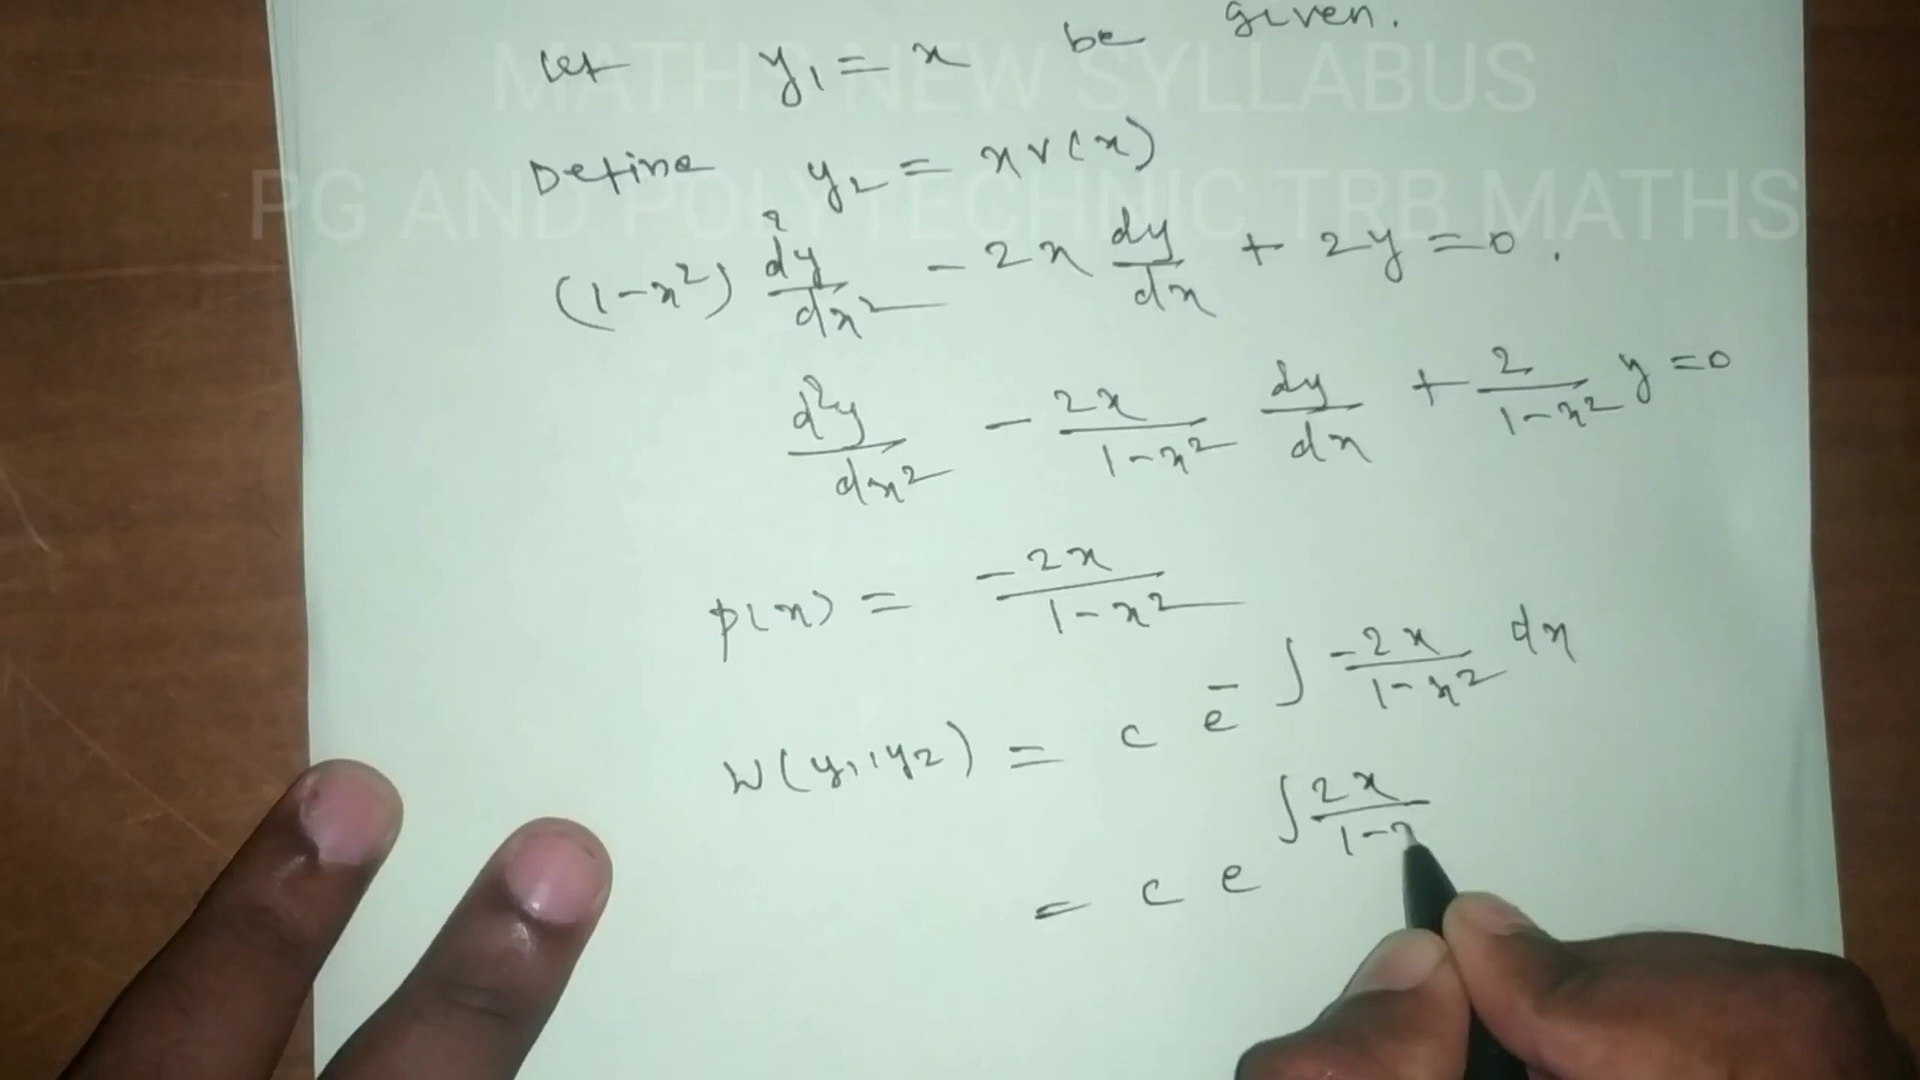 Let y₁ = x be given.
MATHS NEW SYLLABUS
Define y₂ = x v(x)
PG AND POLYTECHNIC TRB MATHS
(1-x²) d²y/dx² - 2x dy/dx + 2y = 0.
d²y/dx² - 2x/1-x² dy/dx + 2/1-x² y = 0
p(x) = -2x/1-x²
W(y₁,y₂) = c e^-∫ -2x/1-x² dx
= c e^∫ 2x/1-